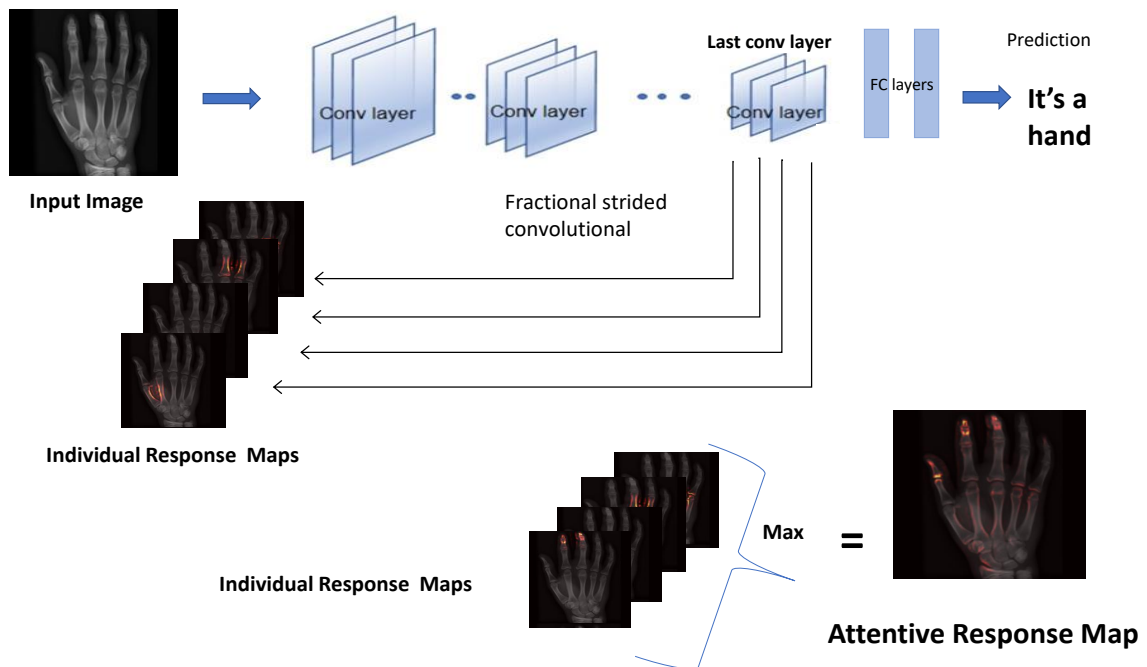 Last conv layer
Prediction
Conv layer
Conv layer
Conv layer
FC layers
It's a
hand
Input Image
Fractional strided
convolutional
Individual Response  Maps
Max
=
Individual Response  Maps
Attentive Response Map